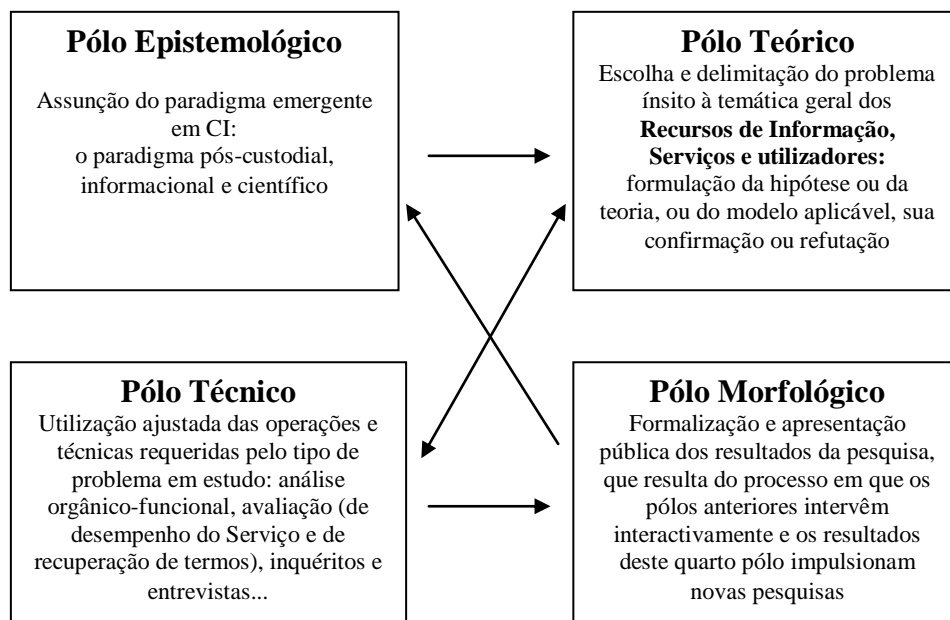 Pólo Epistemológico
Assunção do paradigma emergente
em CI:
o paradigma pós-custodial,
informacional e científico
Pólo Teórico
Escolha e delimitação do problema
ínsito à temática geral dos
Recursos de Informação,
Serviços e utilizadores:
formulação da hipótese ou da
teoria, ou do modelo aplicável, sua
confirmação ou refutação
Pólo Técnico
Utilização ajustada das operações e
técnicas requeridas pelo tipo de
problema em estudo: análise
orgânico-funcional, avaliação (de
desempenho do Serviço e de
recuperação de termos), inquéritos e
entrevistas...
Pólo Morfológico
Formalização e apresentação
pública dos resultados da pesquisa,
que resulta do processo em que os
pólos anteriores intervêm
interactivamente e os resultados
deste quarto pólo impulsionam
novas pesquisas